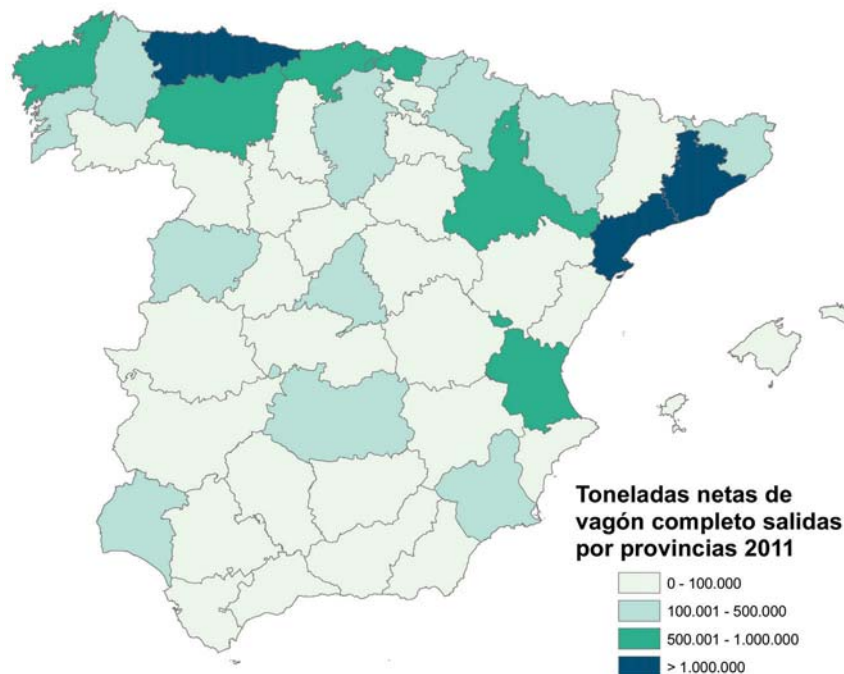 Toneladas netas de
vagón completo salidas
por provincias 2011
0 - 100.000
100.001 - 500.000
500.001 - 1.000.000
> 1.000.000